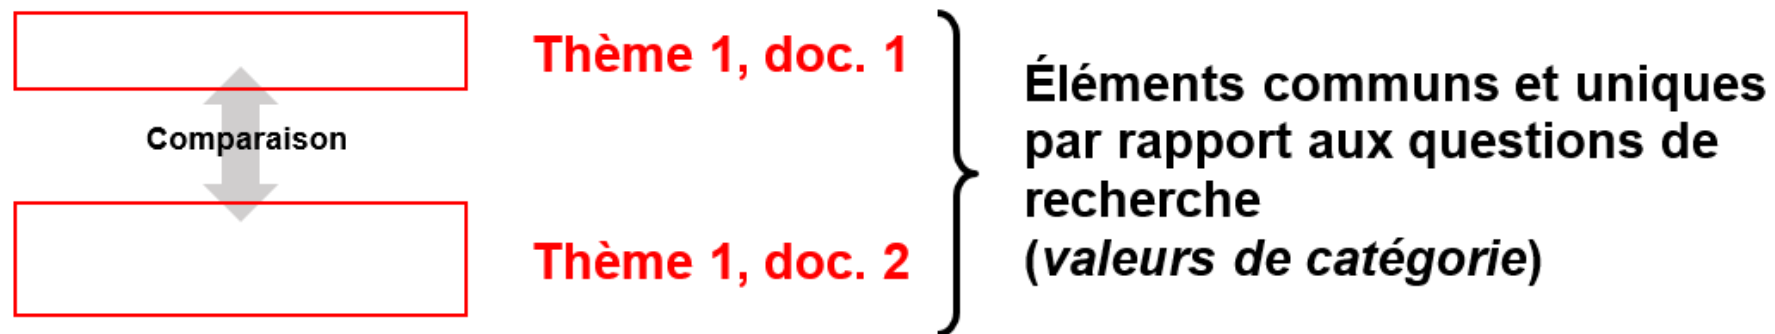 Thème 1, doc. 1
Comparaison
Thème 1, doc. 2
Éléments communs et uniques
par rapport aux questions de
recherche
(valeurs de catégorie)